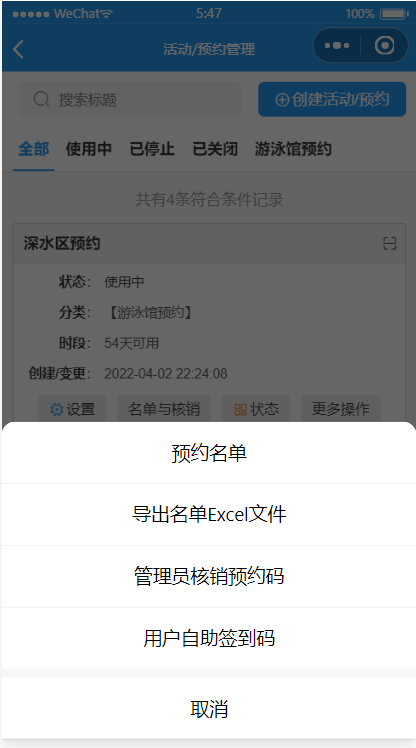 WeChat 5:47 100%
活动/预约管理
搜索标题 创建活动/预约
全部 使用中 已停止 已关闭 游泳馆预约
共有4条符合条件记录
深水区预约
状态: 使用中
分类: 【游泳馆预约】
时段: 54天可用
创建/变更: 2022-04-02 22:24:08
设置 名单与核销 状态 更多操作
预约名单
导出名单Excel文件
管理员核销预约码
用户自助签到码
取消